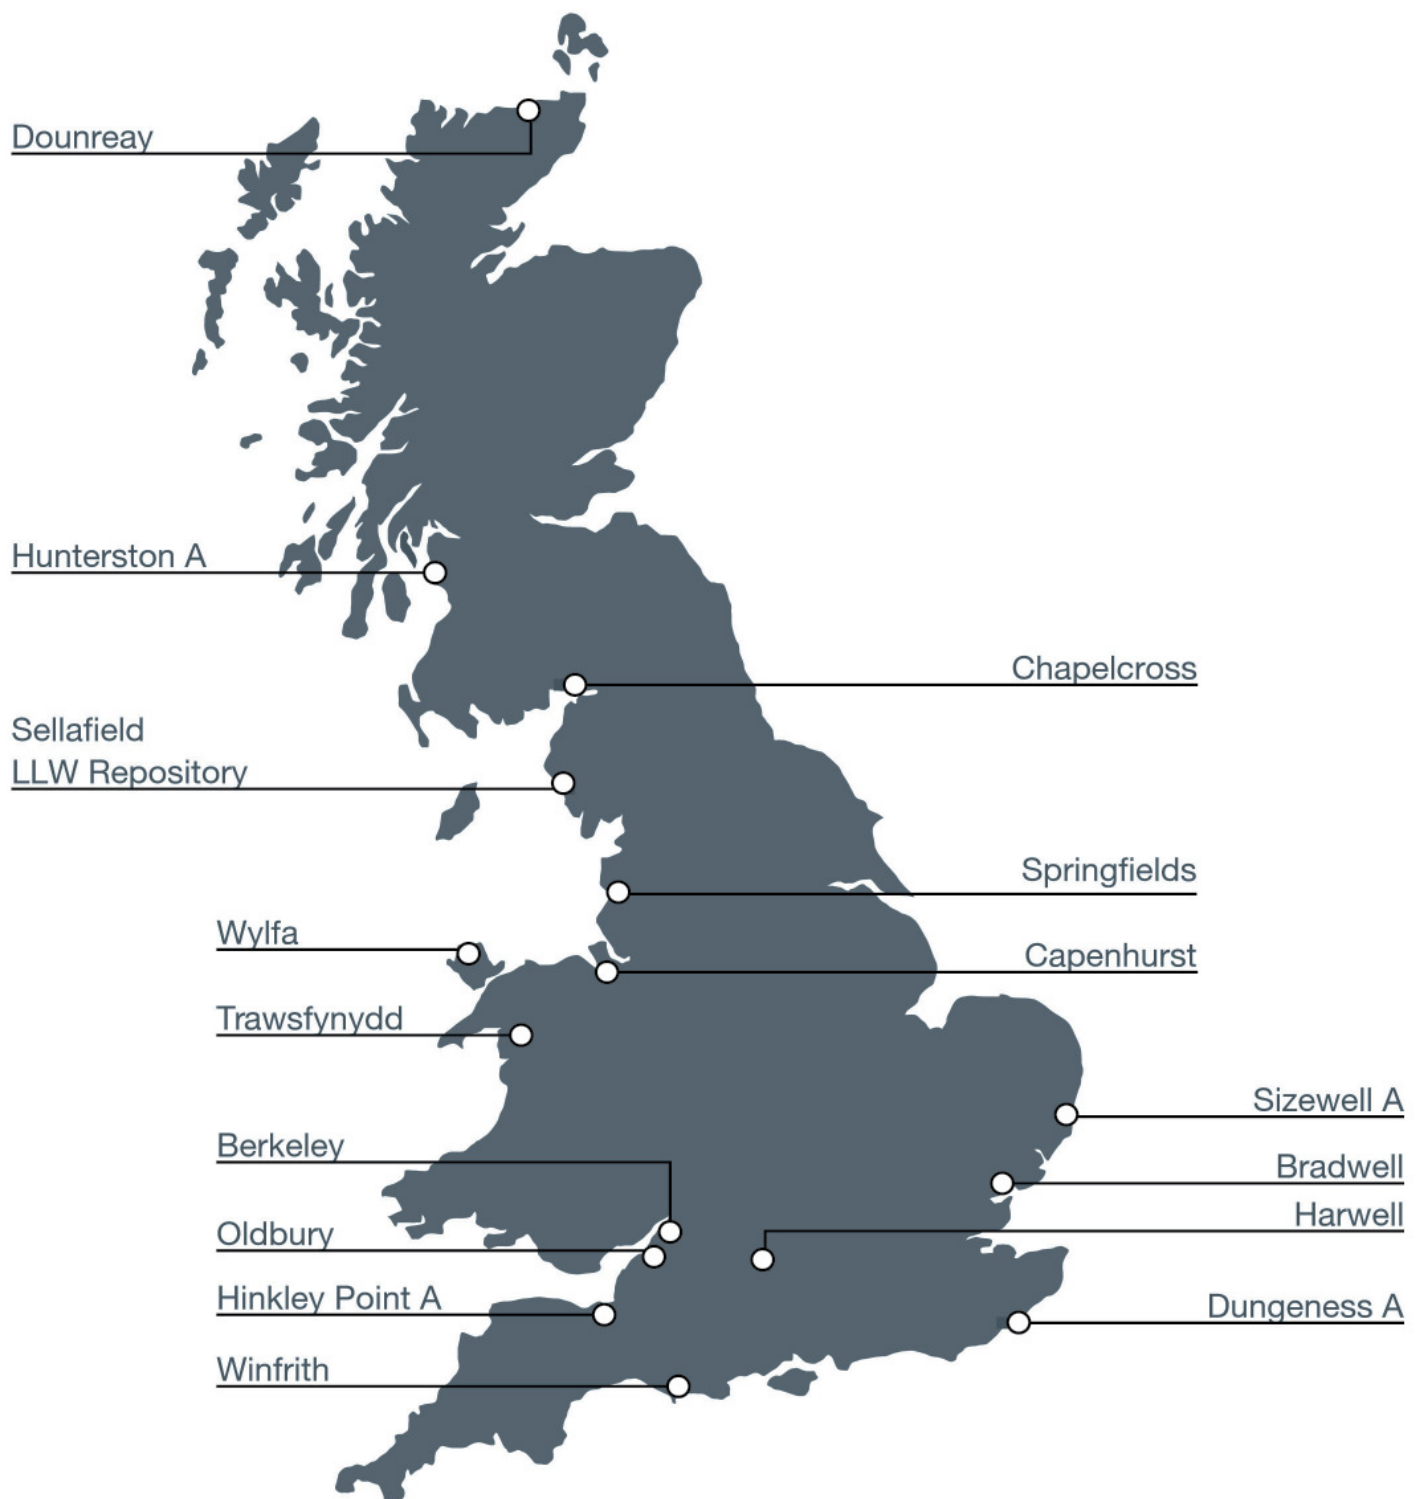 Dounreay
Hunterston A
Chapelcross
Sellafield
LLW Repository
Springfields
Wylfa
Capenhurst
Trawsfynydd
Sizewell A
Berkeley
Bradwell
Harwell
Oldbury
Hinkley Point A
Dungeness A
Winfrith